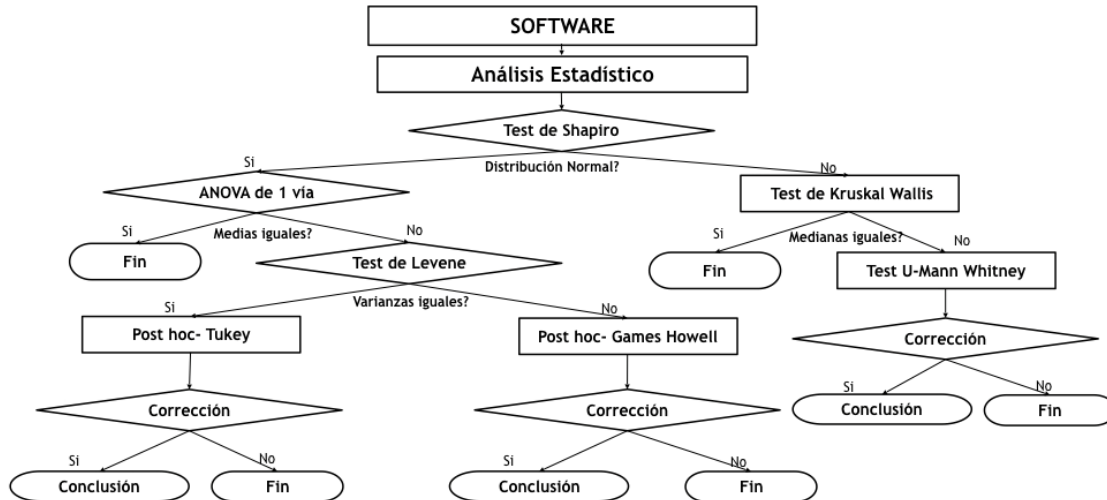 SOFTWARE
Análisis Estadístico
Test de Shapiro
Si
Distribución Normal?
No
ANOVA de 1 vía
Test de Kruskal Wallis
Si
Medias iguales?
No
Si
Medianas iguales?
No
Fin
Test de Levene
Fin
Test U-Mann Whitney
Si
Varianzas iguales?
No
Post hoc- Tukey
Post hoc- Games Howell
Corrección
Si
No
Corrección
Corrección
Conclusión
Fin
Si
No
Si
No
Conclusión
Fin
Conclusión
Fin